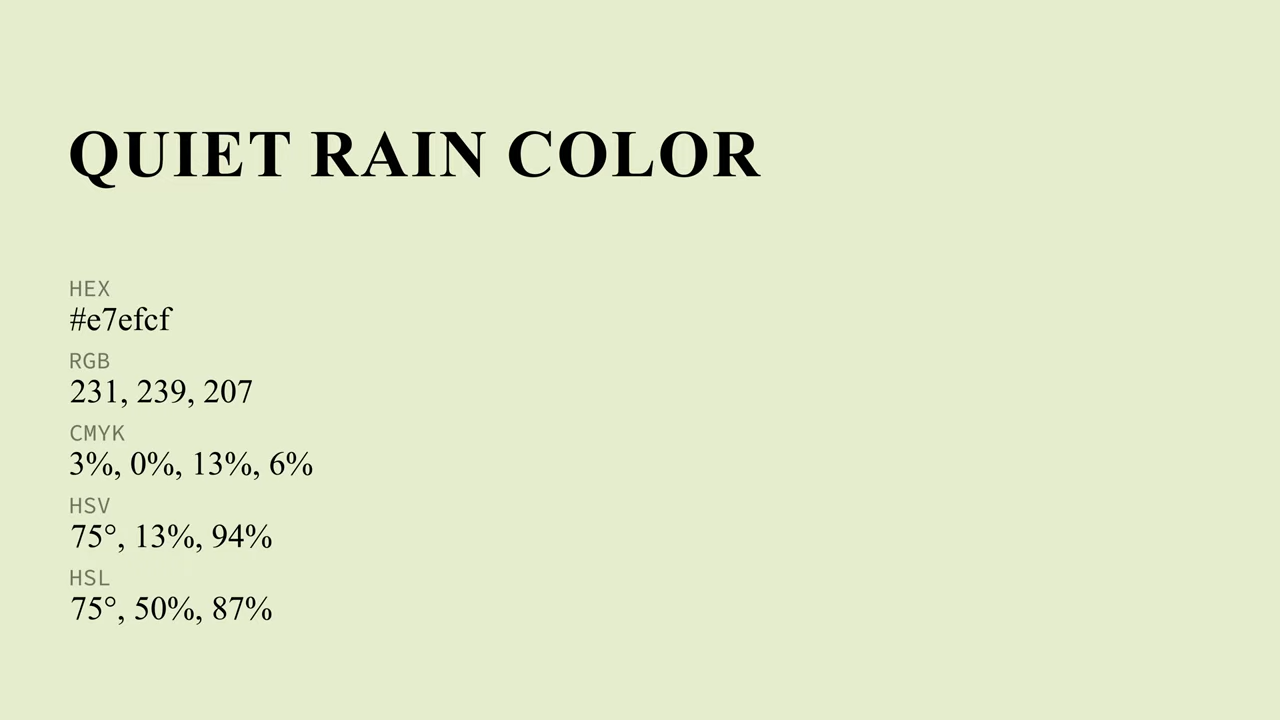 QUIET RAIN COLOR
HEX
#e7efcf
RGB
231, 239, 207
CMYK
3%, 0%, 13%, 6%
HSV
75°, 13%, 94%
HSL
75°, 50%, 87%